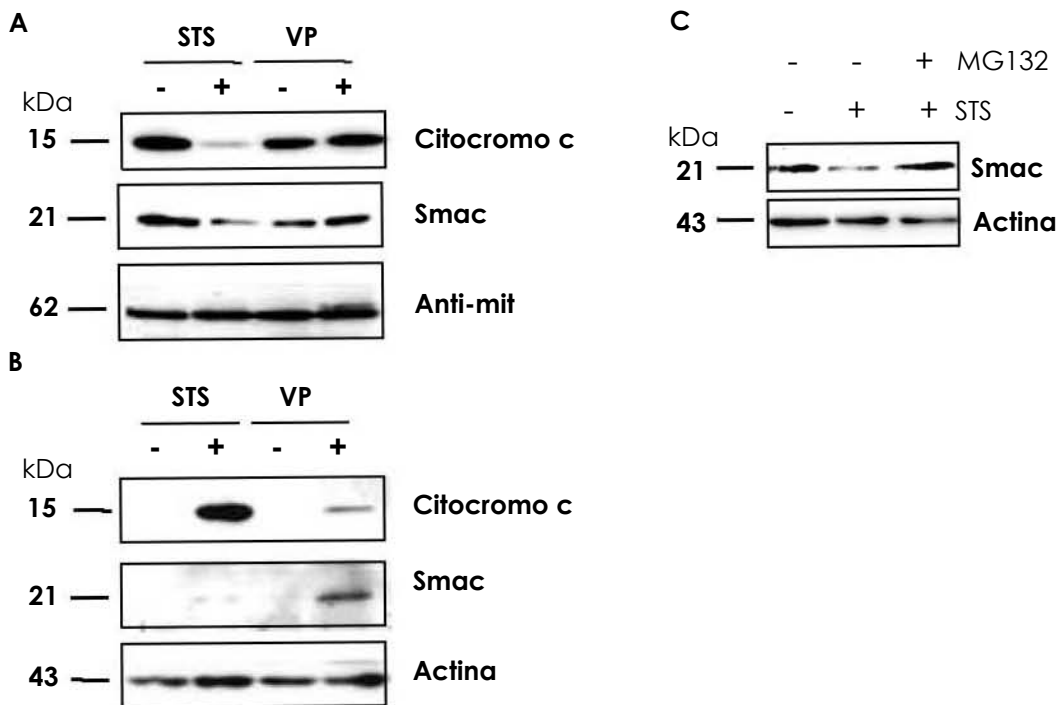 A
STS VP
- + - +
kDa
15 Citocromo c
21 Smac
62 Anti-mit
B
STS VP
- + - +
kDa
15 Citocromo c
21 Smac
43 Actina
C
- - + MG132
- + + STS
kDa
21 Smac
43 Actina